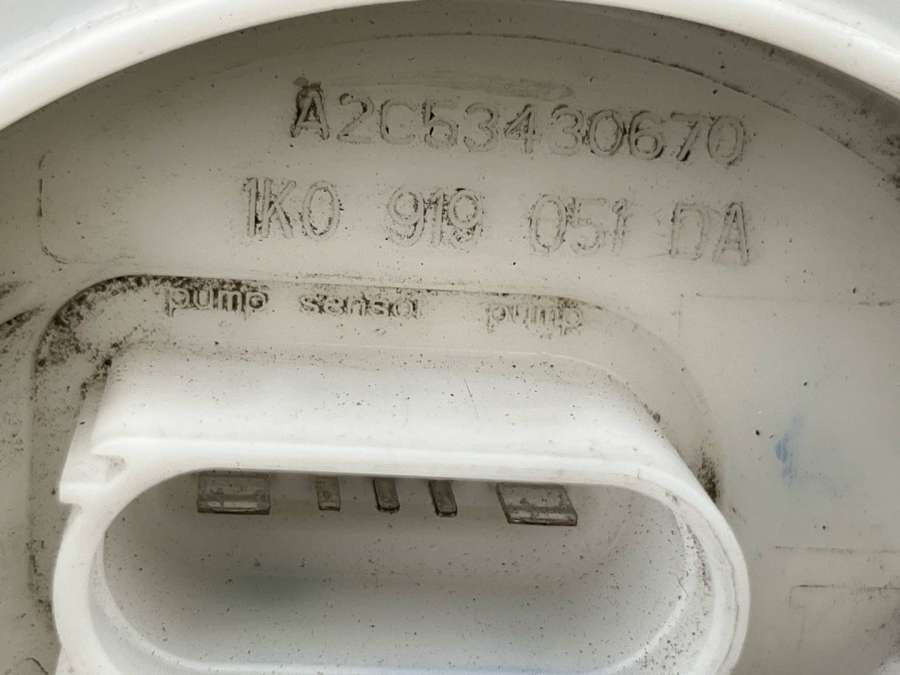 A2C53430670
1K0 919 051 DA
pump sensor pump